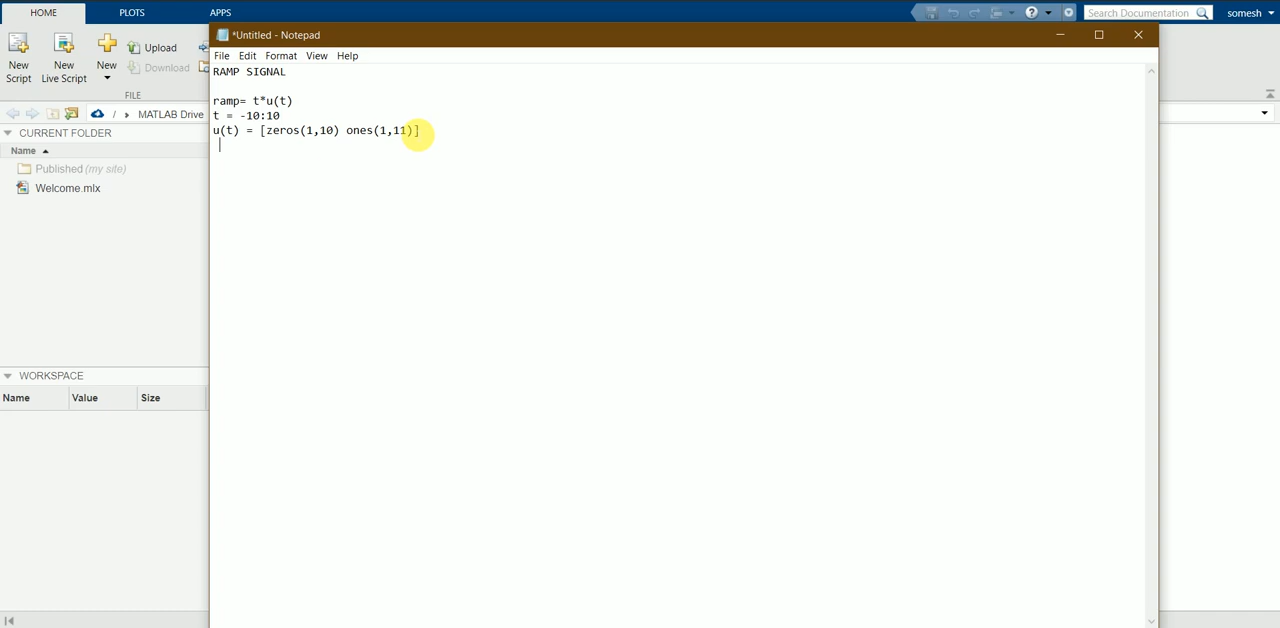 HOME PLOTS APPS Search Documentation somesh
*Untitled - Notepad
File Edit Format View Help
RAMP SIGNAL
ramp= t*u(t)
t = -10:10
u(t) = [zeros(1,10) ones(1,11)]
New Script
New Live Script
New
Upload
Download
FILE
/ MATLAB Drive
CURRENT FOLDER
Name
Published (my site)
Welcome.mlx
WORKSPACE
Name Value Size